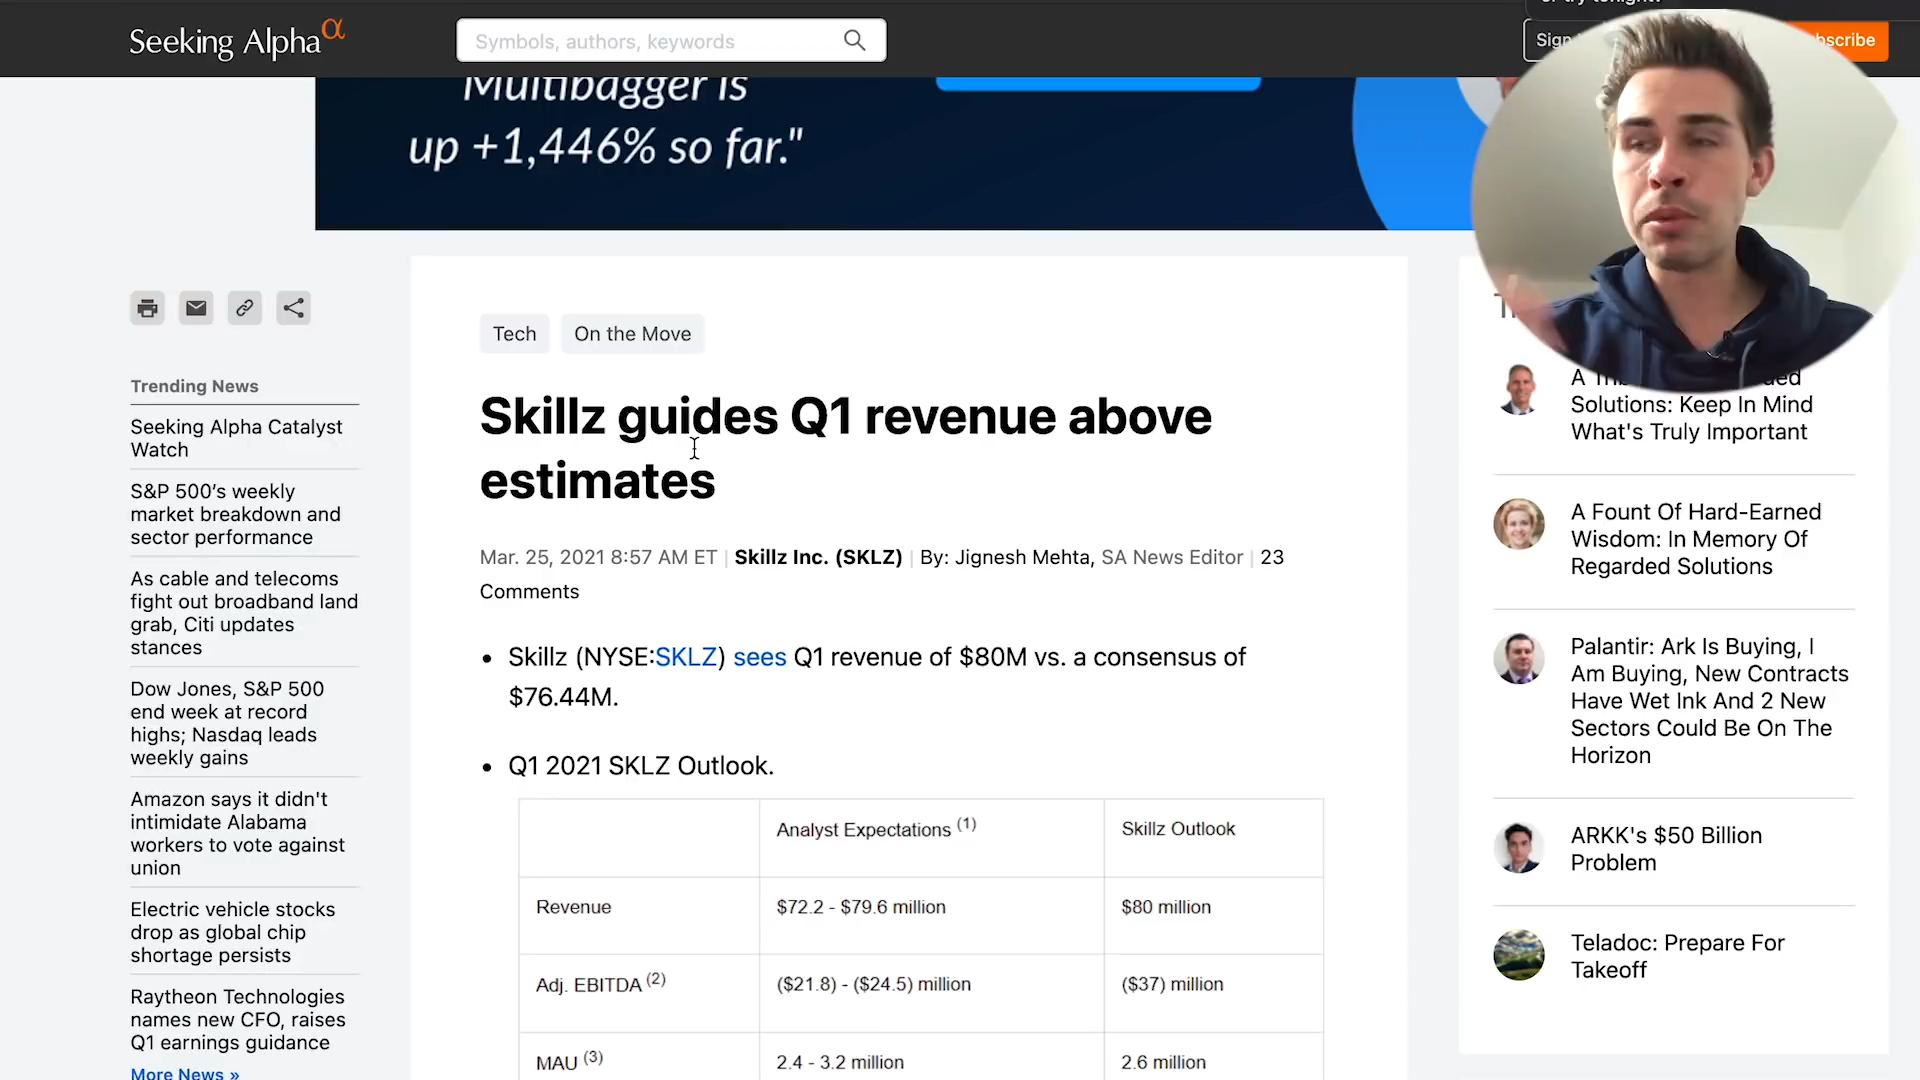 or try tonight?
Seeking Alpha α
Symbols, authors, keywords
Sign
bscribe
Multibagger is
up +1,446% so far."
Tech
On the Move
Skillz guides Q1 revenue above
estimates
Mar. 25, 2021 8:57 AM ET | Skillz Inc. (SKLZ) | By: Jignesh Mehta, SA News Editor | 23
Comments
• Skillz (NYSE:SKLZ) sees Q1 revenue of $80M vs. a consensus of
$76.44M.
• Q1 2021 SKLZ Outlook.
Analyst Expectations (1)
Skillz Outlook
Revenue
$72.2 - $79.6 million
$80 million
Adj. EBITDA (2)
($21.8) - ($24.5) million
($37) million
MAU (3)
2.4 - 3.2 million
2.6 million
Trending News
Seeking Alpha Catalyst
Watch
S&P 500’s weekly
market breakdown and
sector performance
As cable and telecoms
fight out broadband land
grab, Citi updates
stances
Dow Jones, S&P 500
end week at record
highs; Nasdaq leads
weekly gains
Amazon says it didn't
intimidate Alabama
workers to vote against
union
Electric vehicle stocks
drop as global chip
shortage persists
Raytheon Technologies
names new CFO, raises
Q1 earnings guidance
More News »
A
Solutions: Keep In Mind
What's Truly Important
A Fount Of Hard-Earned
Wisdom: In Memory Of
Regarded Solutions
Palantir: Ark Is Buying, I
Am Buying, New Contracts
Have Wet Ink And 2 New
Sectors Could Be On The
Horizon
ARKK's $50 Billion
Problem
Teladoc: Prepare For
Takeoff